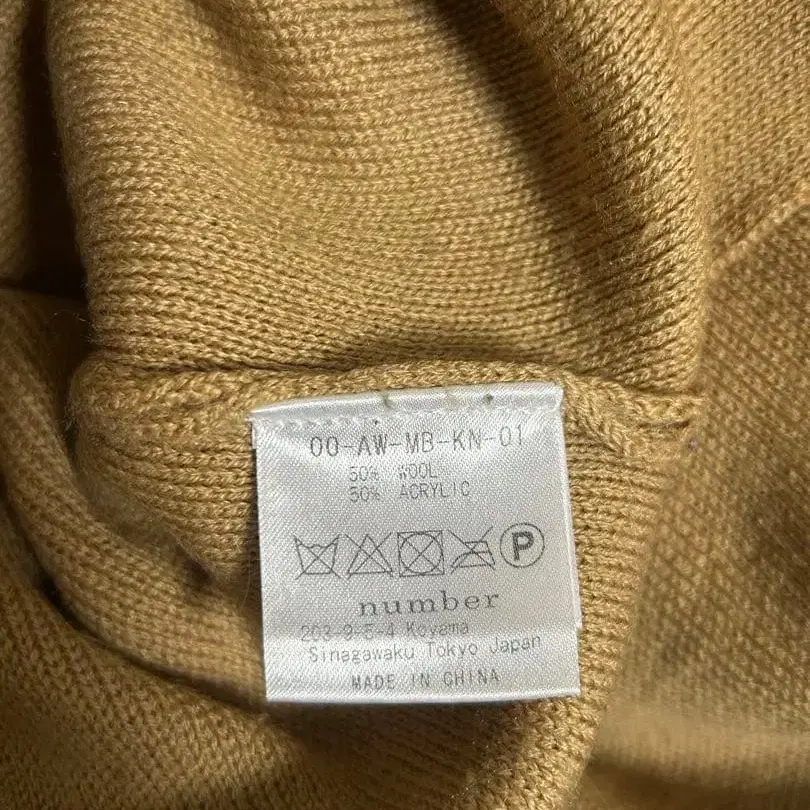 00-AW-MB-KN-01
50% WOOL
50% ACRYLIC
P
number
203-9-5-4 Koyama
Sinagawaku Tokyo Japan
MADE IN CHINA